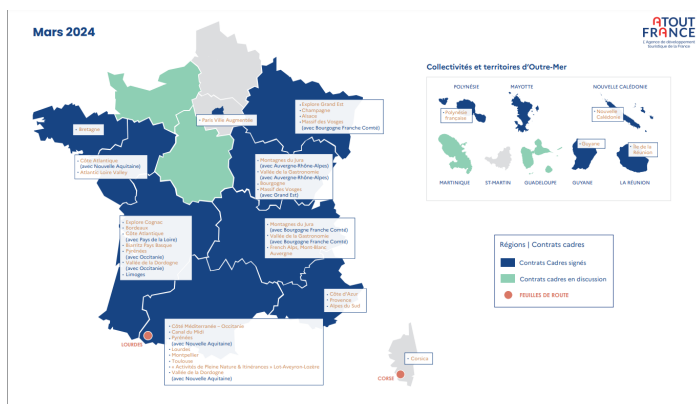 Mars 2024
ATOUT
FRANCE
L'Agence de développement
touristique de la France
Collectivités et territoires d'Outre-Mer
POLYNÉSIE
MAYOTTE
NOUVELLE CALÉDONIE
• Polynésie
Francaise
• Nouvelle
Calédonie
• Guyane
• Ile de la
Réunion
MARTINIQUE
ST-MARTIN
GUADELOUPE
GUYANE
LA RÉUNION
• Explore Grand Est
• Champagne
• Alsace
• Massif des Vosges
(avec Bourgogne Franche Comté)
• Paris Ville Augmentée
• Bretagne
• Côte Atlantique
(avec Nouvelle Aquitaine)
• Atlantic Loire Valley
• Montagnes du Jura
(avec Auvergne-Rhône-Alpes)
• Vallée de la Gastronomie
(avec Auvergne-Rhône-Alpes)
• Bourgogne
• Massif des Vosges
(avec Grand Est)
• Explore Cognac
• Bordeaux
• Côte Atlantique
(avec Pays de la Loire)
• Biarritz Pays Basque
• Pyrénées
(avec Occitanie)
• Vallée de la Dordogne
(avec Occitanie)
• Limoges
• Montagnes du Jura
(avec Bourgogne Franche Comté)
• Vallée de la Gastronomie
(avec Bourgogne Franche Comté)
• French Alps, Mont-Blanc
Auvergne
• Côte d'Azur
• Provence
• Alpes du Sud
• Côté Méditerranée – Occitanie
• Canal du Midi
• Pyrénées
(avec Nouvelle Aquitaine)
• Lourdes
• Montpellier
• Toulouse
• « Activités de Pleine Nature & Itinérances » Lot-Aveyron-Lozère
• Vallée de la Dordogne
(avec Nouvelle Aquitaine)
LOURDES
• Corsica
CORSE
Régions | Contrats cadres
Contrats Cadres signés
Contrats cadres en discussion
FEUILLES DE ROUTE